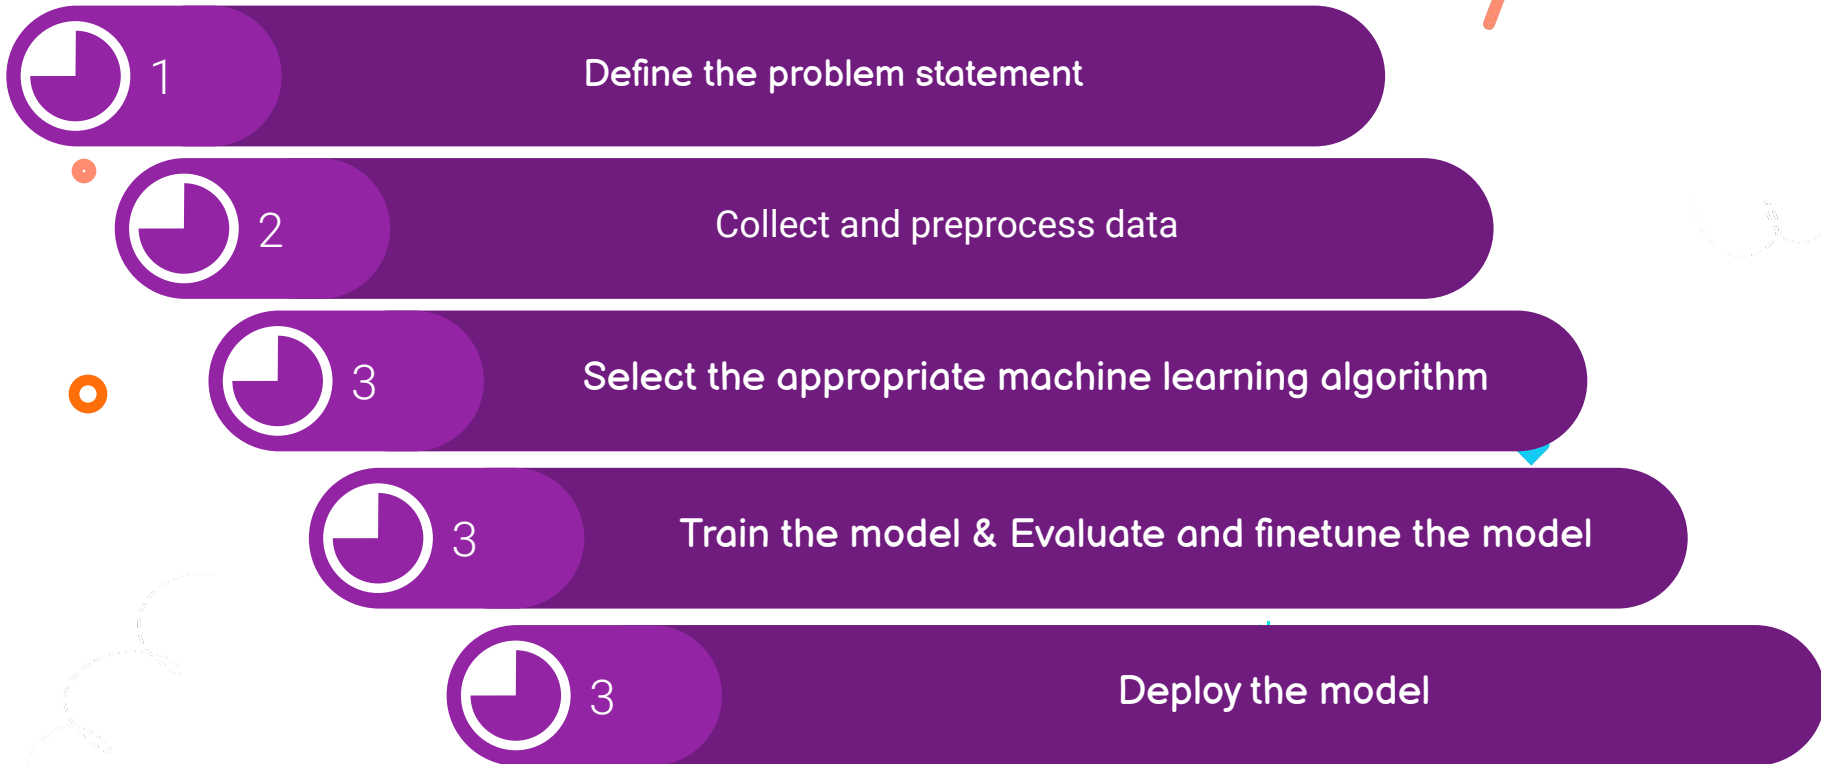 1 Define the problem statement
2 Collect and preprocess data
3 Select the appropriate machine learning algorithm
3 Train the model & Evaluate and finetune the model
3 Deploy the model